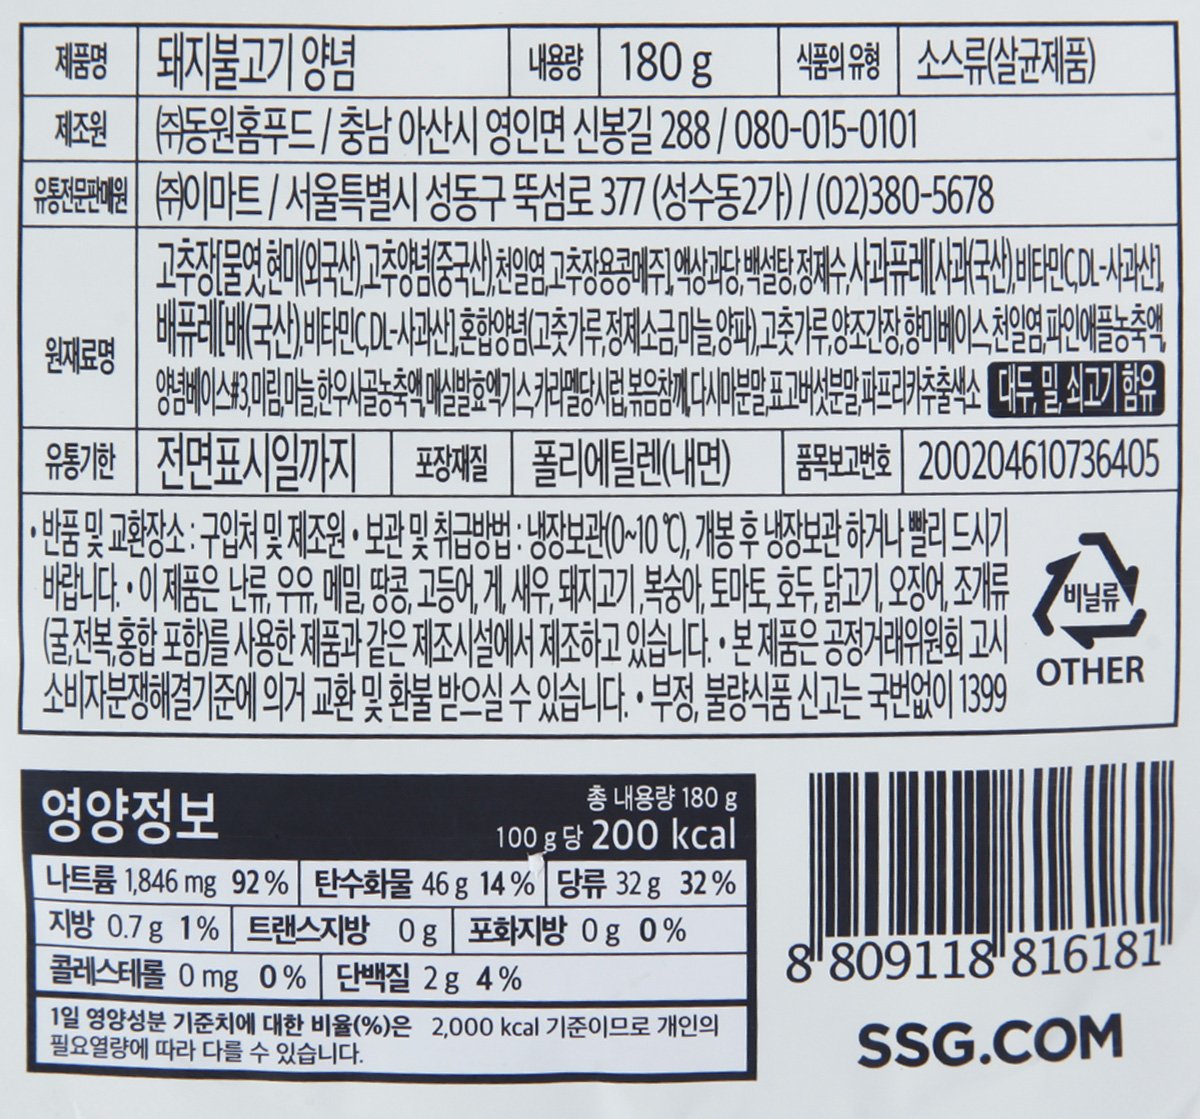 제품명 돼지불고기 양념 내용량 180 g 식품의 유형 소스류(살균제품)
제조원 ㈜동원홈푸드 / 충남 아산시 영인면 신봉길 288 / 080-015-0101
유통전문판매원 ㈜이마트 / 서울특별시 성동구 뚝섬로 377 (성수동2가) / (02)380-5678
원재료명
고추장[물엿,현미(외국산),고추양념(중국산),천일염,고추장용콩메주],액상과당,백설탕,정제수,사과퓨레[사과(국산),비타민C,DL-사과산],
배퓨레[배(국산),비타민C,DL-사과산],혼합양념(고춧가루,정제소금,마늘,양파),고춧가루,양조간장,향미베이스,천일염,파인애플농축액,
양념베이스#3,미림,마늘,한우사골농축액,매실발효엑기스,카라멜당시럽,볶음참깨,다시마분말,표고버섯분말,파프리카추출색소 대두, 밀, 쇠고기 함유
유통기한 전면표시일까지 포장재질 폴리에틸렌(내면) 품목보고번호 200204610736405
• 반품 및 교환장소 : 구입처 및 제조원 • 보관 및 취급방법 : 냉장보관(0~10 ℃), 개봉 후 냉장보관 하거나 빨리 드시기
바랍니다. • 이 제품은 난류, 우유, 메밀, 땅콩, 고등어, 게, 새우, 돼지고기, 복숭아, 토마토, 호두, 닭고기, 오징어, 조개류
(굴,전복,홍합 포함)를 사용한 제품과 같은 제조시설에서 제조하고 있습니다. • 본 제품은 공정거래위원회 고시
소비자분쟁해결기준에 의거 교환 및 환불 받으실 수 있습니다. • 부정, 불량식품 신고는 국번없이 1399
비닐류
OTHER
영양정보
총 내용량 180 g
100 g 당 200 kcal
나트륨 1,846 mg 92 % 탄수화물 46 g 14 % 당류 32 g 32 %
지방 0.7 g 1 % 트랜스지방 0 g 포화지방 0 g 0 %
콜레스테롤 0 mg 0 % 단백질 2 g 4 %
1일 영양성분 기준치에 대한 비율(%)은 2,000 kcal 기준이므로 개인의
필요열량에 따라 다를 수 있습니다.
8 809118 816181
SSG.COM